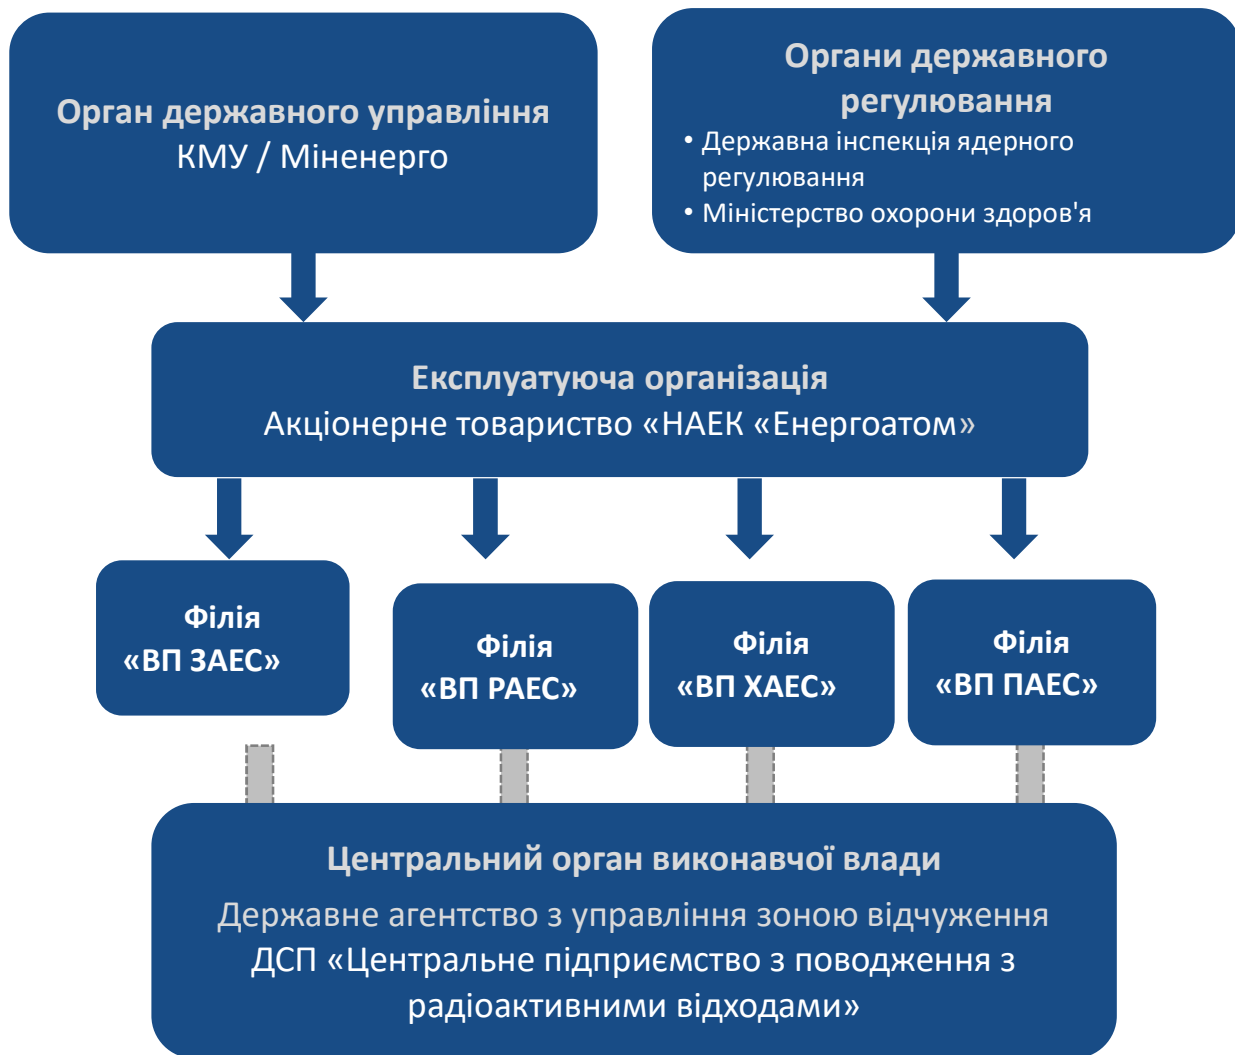 Орган державного управління
КМУ / Міненерго
Органи державного
регулювання
• Державна інспекція ядерного
регулювання
• Міністерство охорони здоров'я
Експлуатуюча організація
Акціонерне товариство «НАЕК «Енергоатом»
Філія
«ВП ЗАЕС»
Філія
«ВП РАЕС»
Філія
«ВП ХАЕС»
Філія
«ВП ПАЕС»
Центральний орган виконавчої влади
Державне агентство з управління зоною відчуження
ДСП «Центральне підприємство з поводження з
радіоактивними відходами»